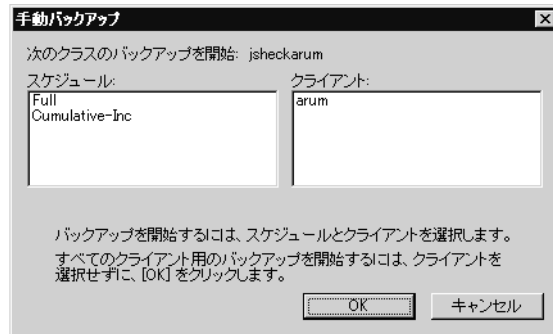 手動バックアップ
次のクラスのバックアップを開始: jsheckarum
スケジュール:
クライアント:
Full
Cumulative-Inc
arum
バックアップを開始するには、スケジュールとクライアントを選択します。
すべてのクライアント用のバックアップを開始するには、クライアントを
選択せずに、[OK] をクリックします。
OK
キャンセル